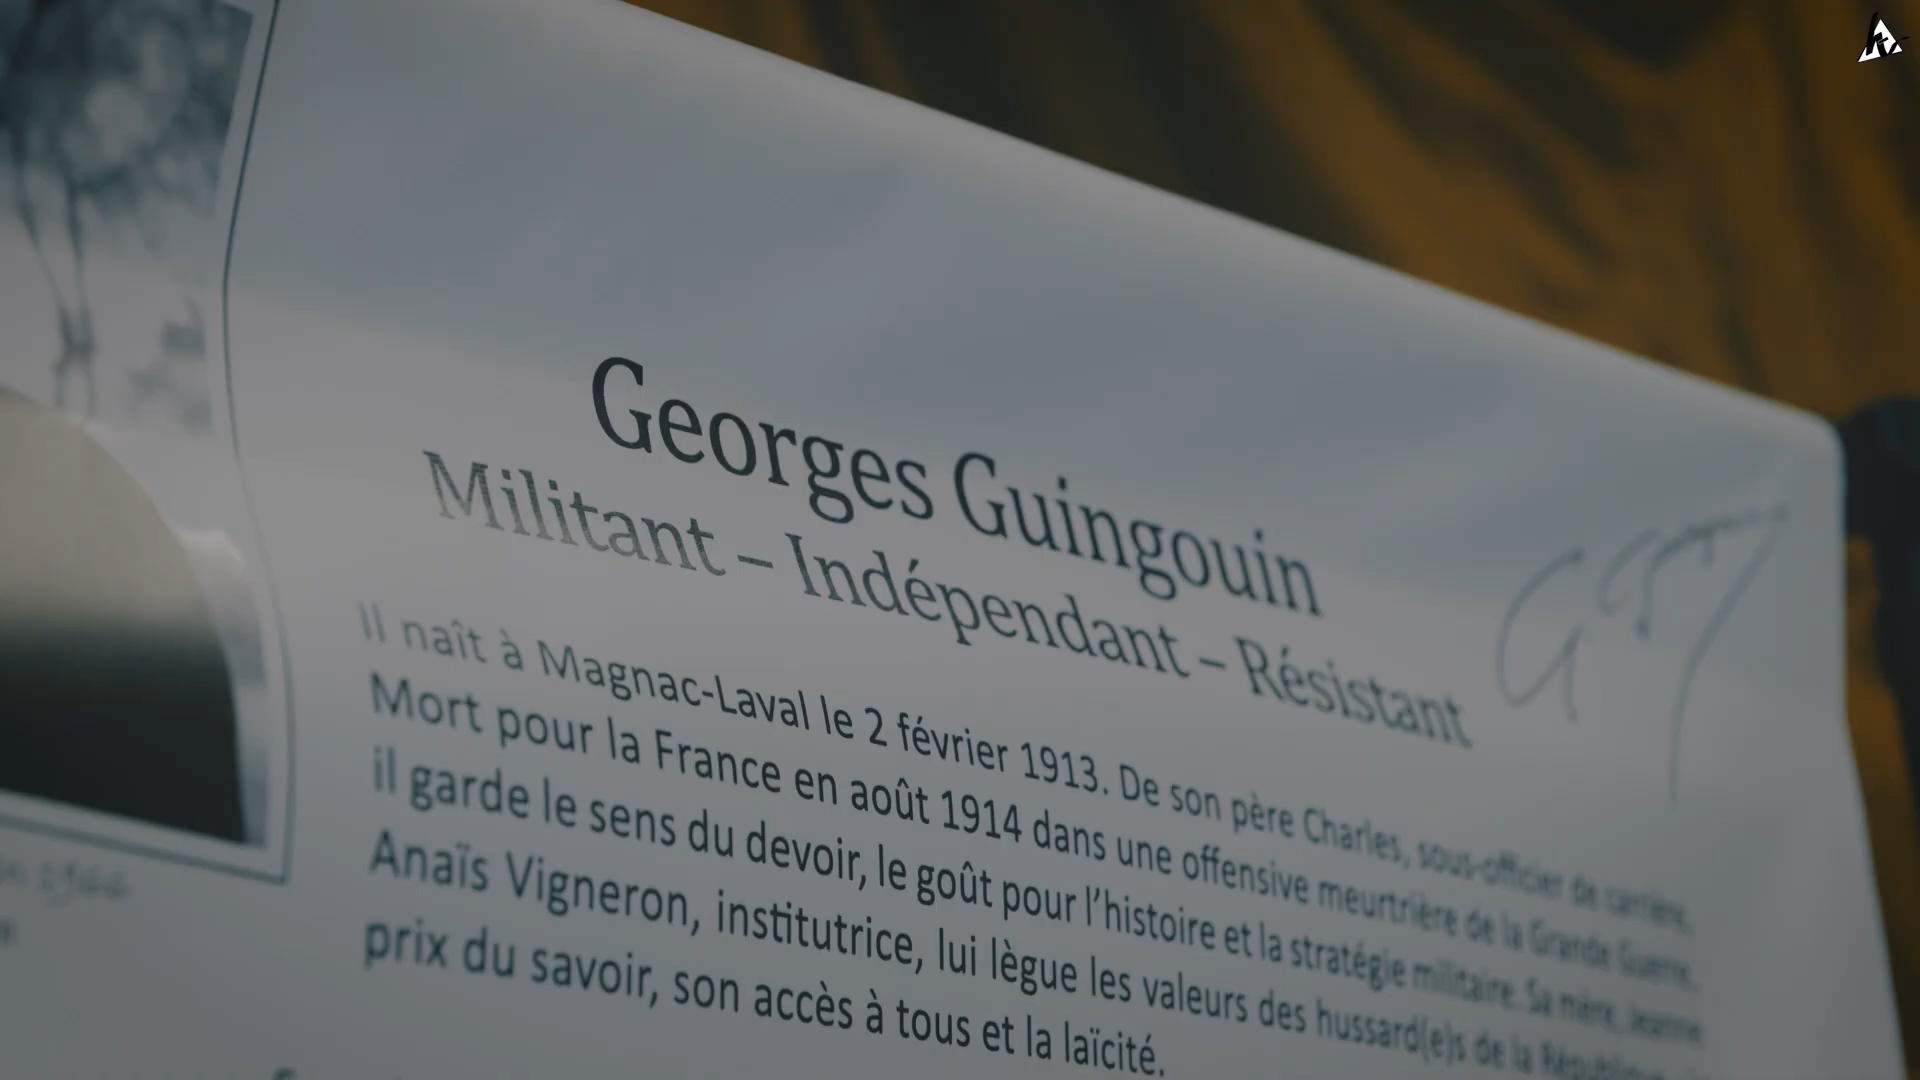 Georges Guingouin
Militant – Indépendant – Résistant
Il naît à Magnac-Laval le 2 février 1913. De son père Charles, sous-officier de carrière,
Mort pour la France en août 1914 dans une offensive meurtrière de la Grande Guerre,
il garde le sens du devoir, le goût pour l'histoire et la stratégie militaire. Sa mère, Jeanne
Anaïs Vigneron, institutrice, lui lègue les valeurs des hussard(e)s de la République
prix du savoir, son accès à tous et la laïcité.